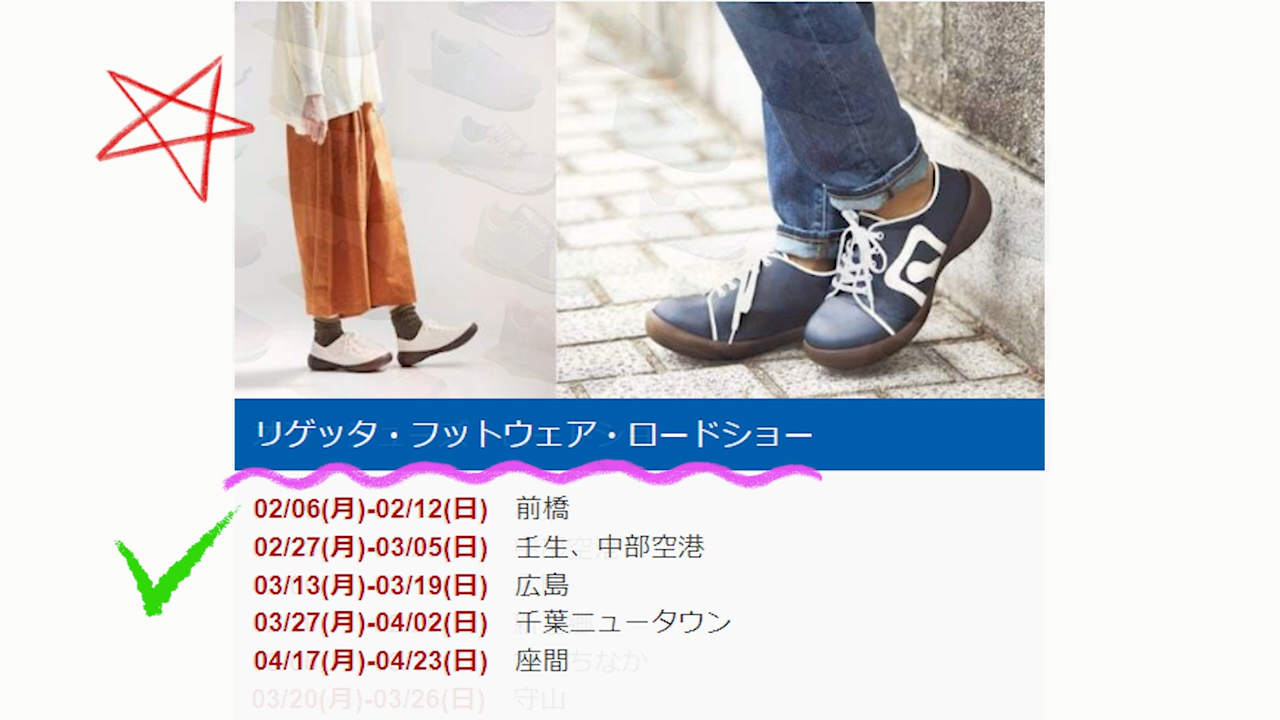 リゲッタ・フットウェア・ロードショー
02/06(月)-02/12(日) 前橋
02/27(月)-03/05(日) 壬生、中部空港
03/13(月)-03/19(日) 広島
03/27(月)-04/02(日) 千葉ニュータウン
04/17(月)-04/23(日) 座間
03/20(月)-03/26(日) 守山